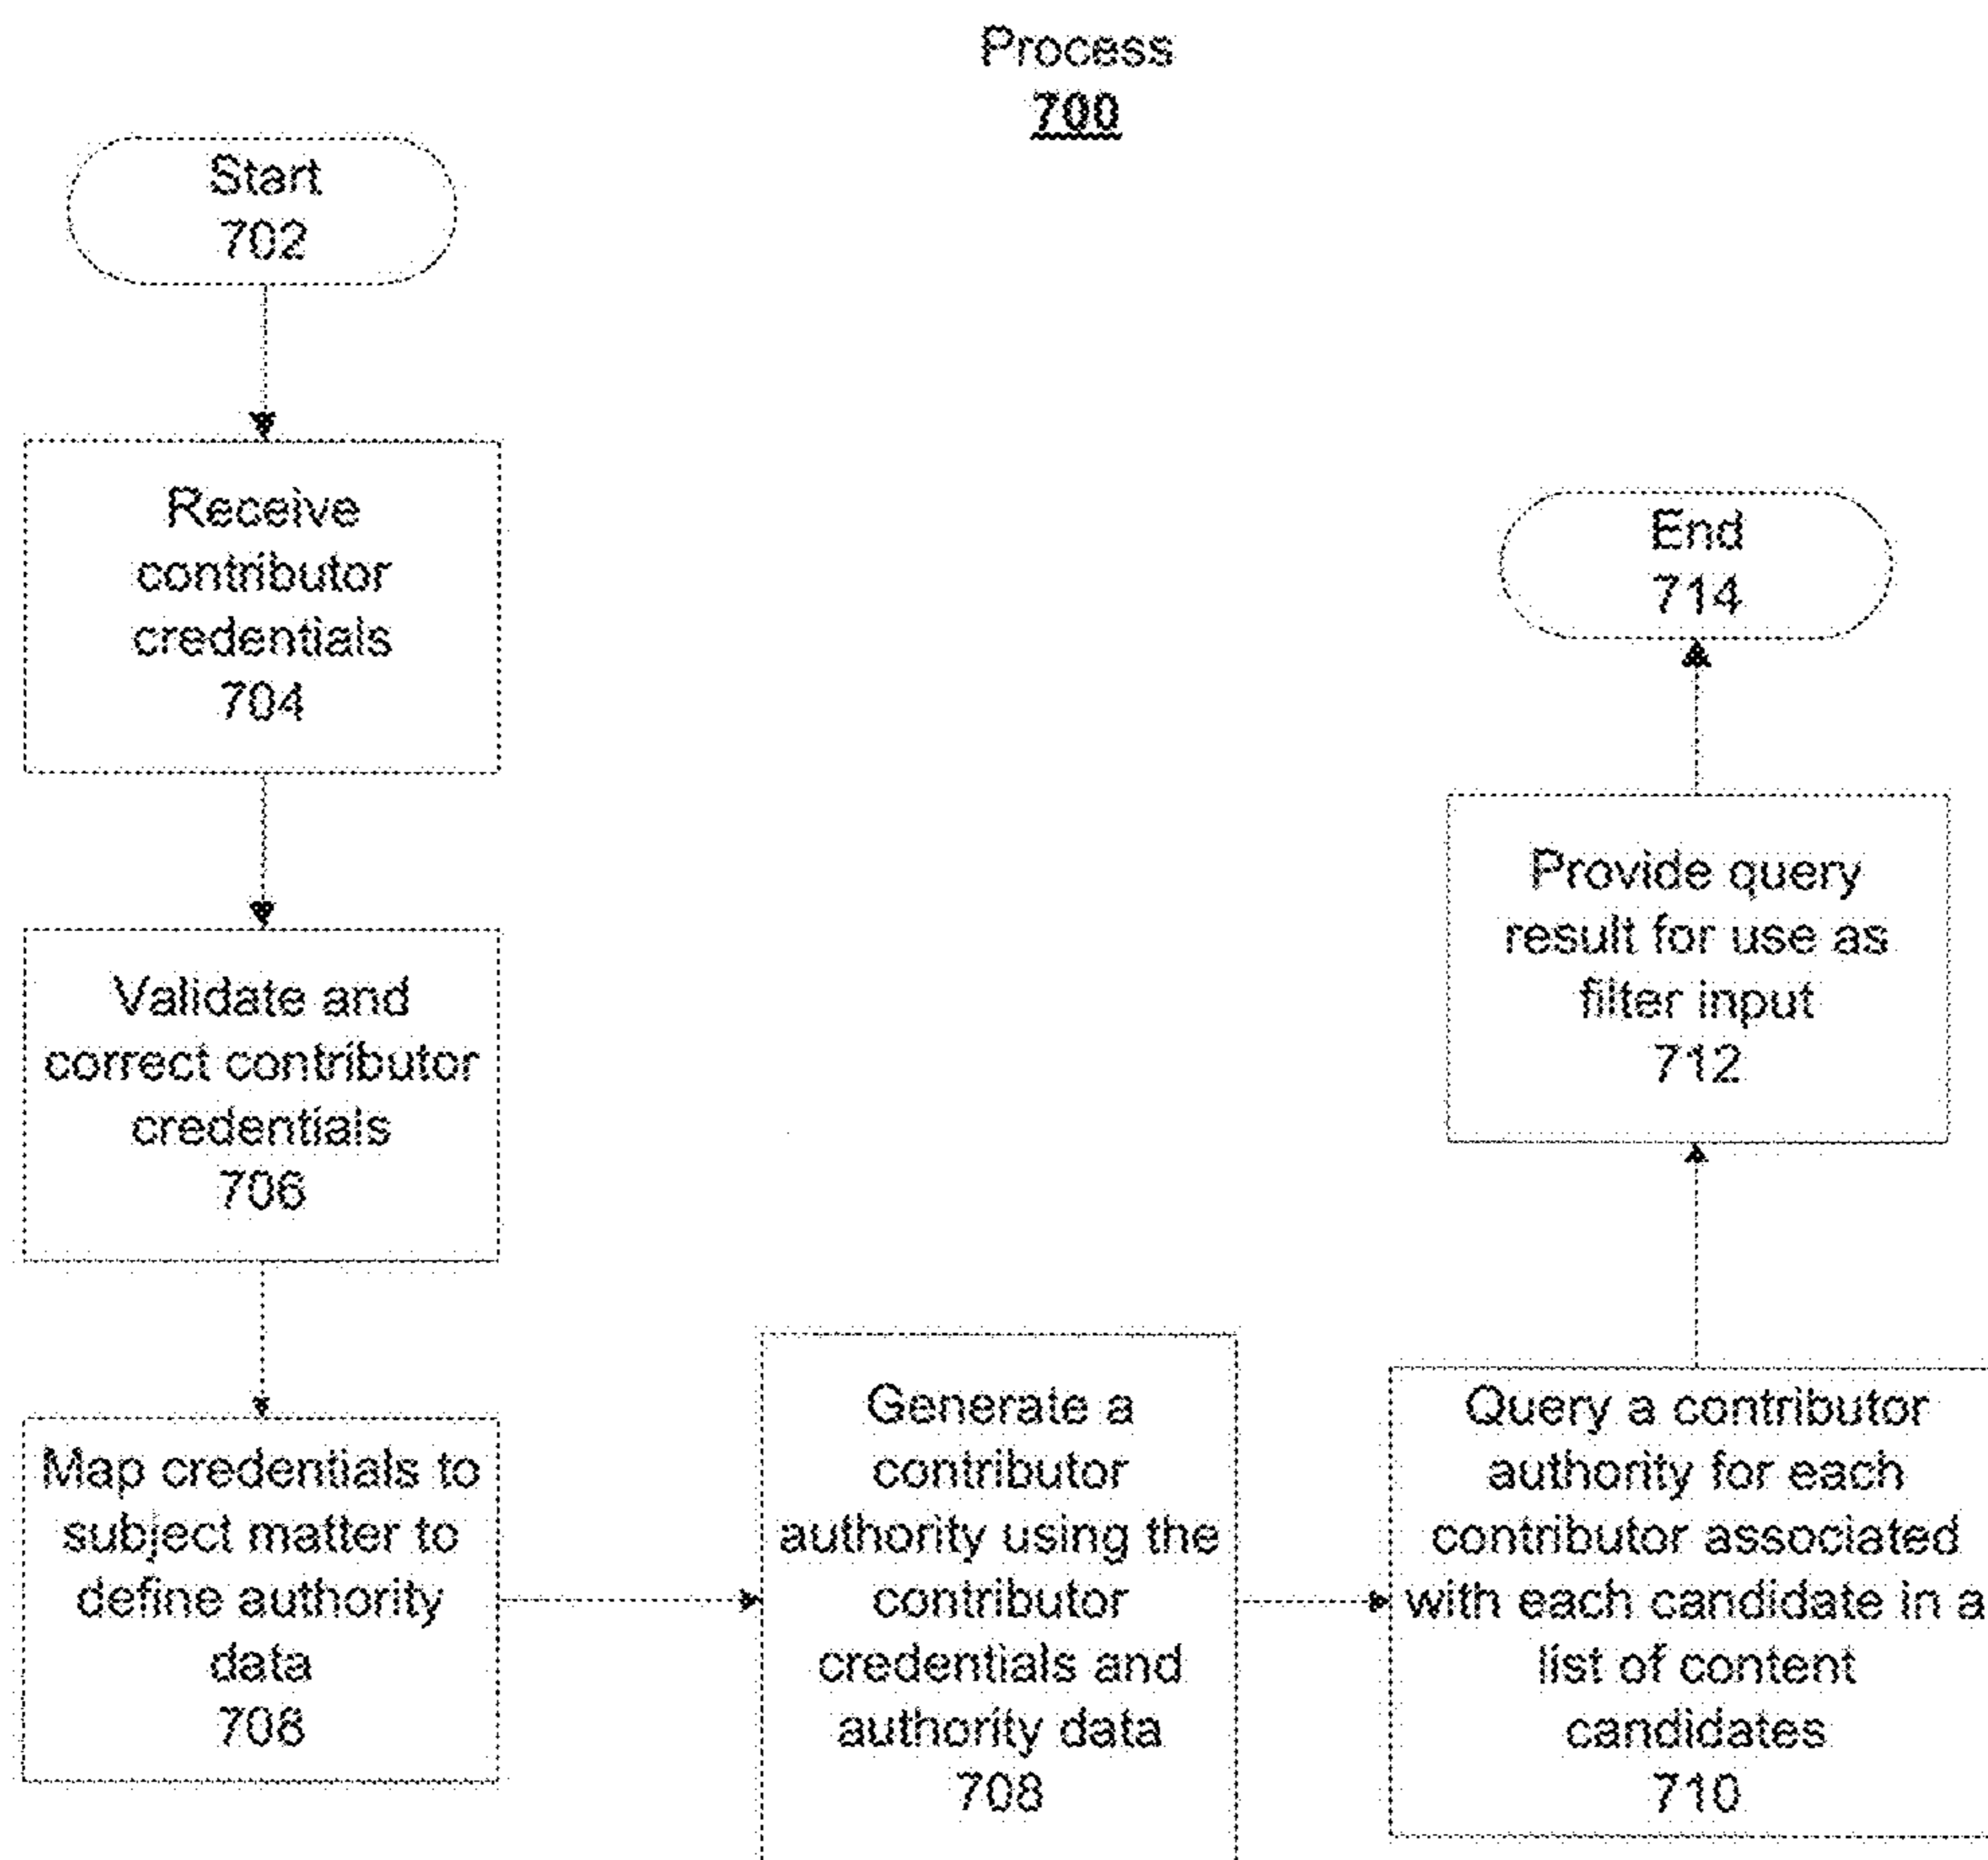 Process
700
Start
702
Receive
contributor
credentials
704
Validate and
correct contributor
credentials
706
Map credentials to
subject matter to
define authority
data
708
Generate a
contributor
authority using the
contributor
credentials and
authority data
708
Query a contributor
authority for each
contributor associated
with each candidate in a
list of content
candidates
710
Provide query
result for use as
filter input
712
End
714